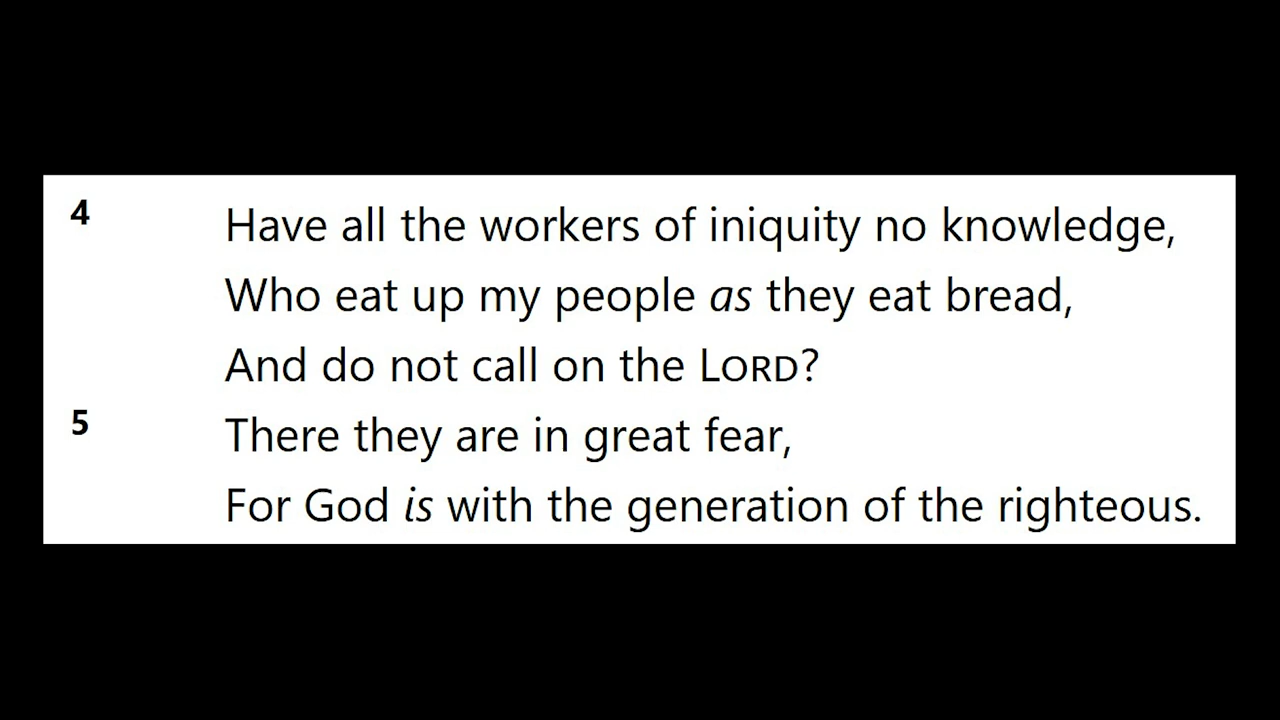 4 Have all the workers of iniquity no knowledge,
Who eat up my people as they eat bread,
And do not call on the LORD?
5 There they are in great fear,
For God is with the generation of the righteous.